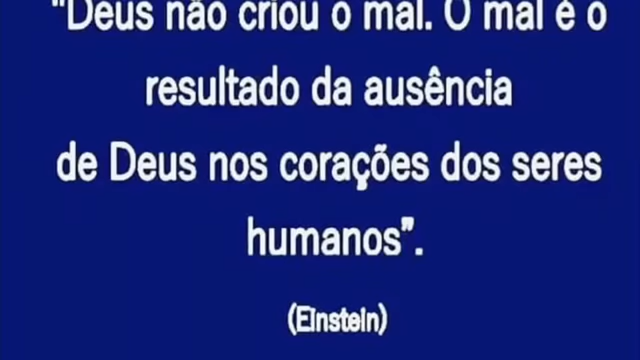 "Deus não criou o mal. O mal é o
resultado da ausência
de Deus nos corações dos seres
humanos".
(Einstein)